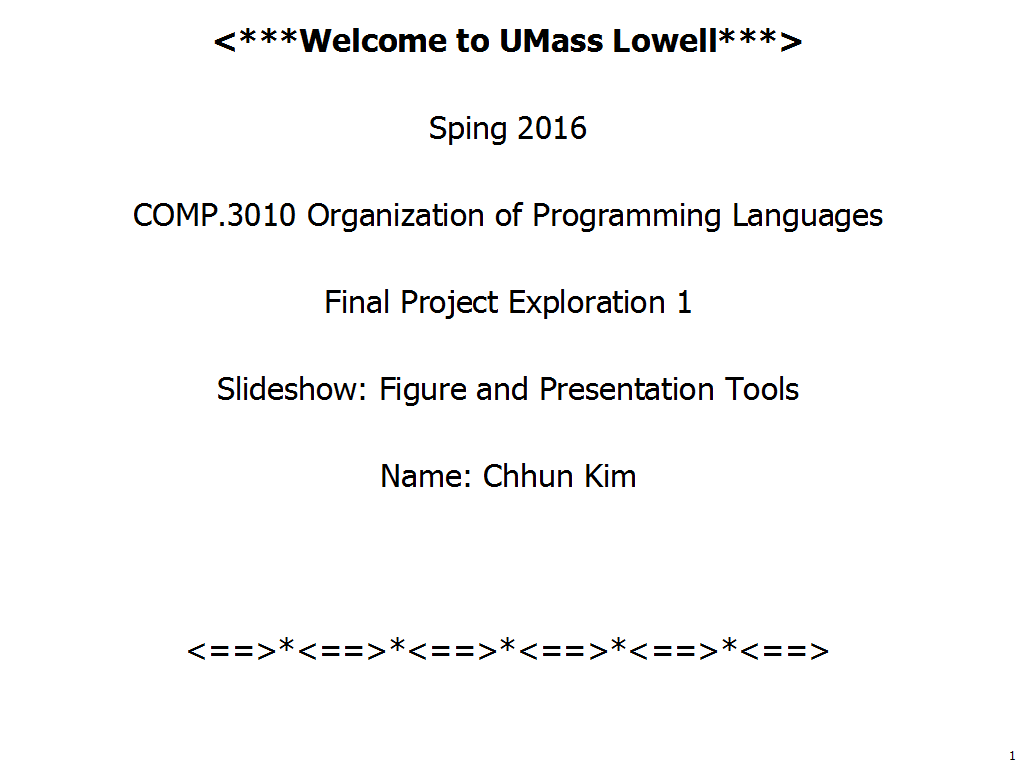 <***Welcome to UMass Lowell***>
Sping 2016
COMP.3010 Organization of Programming Languages
Final Project Exploration 1
Slideshow: Figure and Presentation Tools
Name: Chhun Kim
<==>*<==>*<==>*<==>*<==>*<==>
1